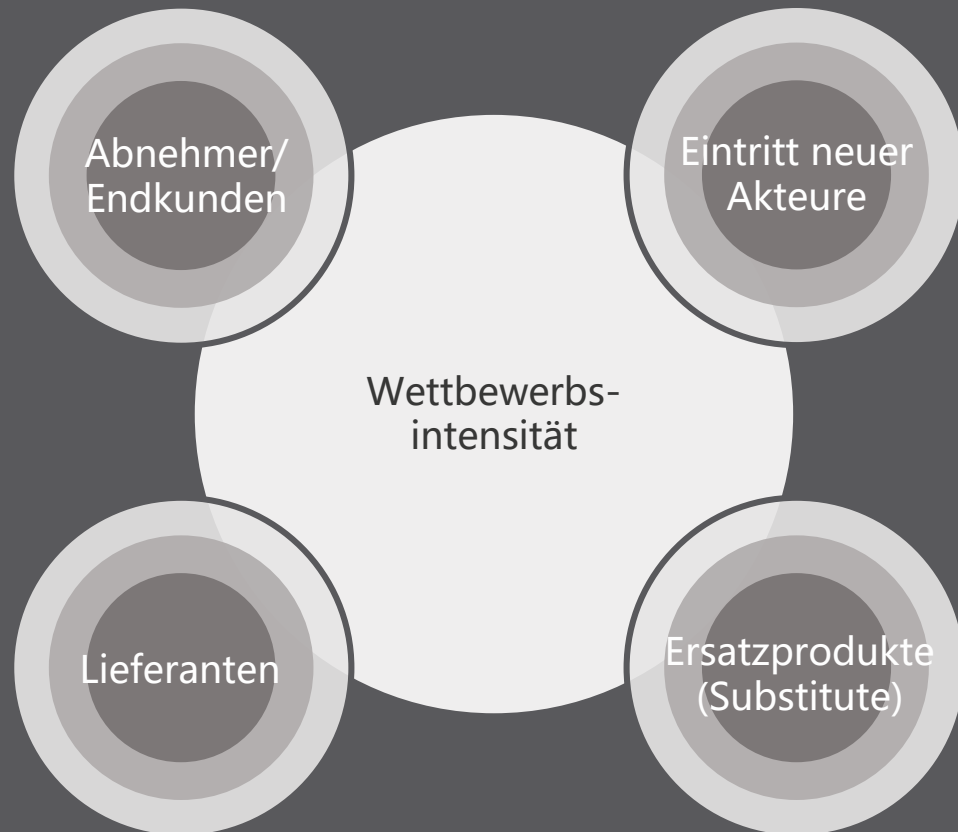 Abnehmer/
Endkunden
Eintritt neuer
Akteure
Wettbewerbs-
intensität
Lieferanten
Ersatzprodukte
(Substitute)